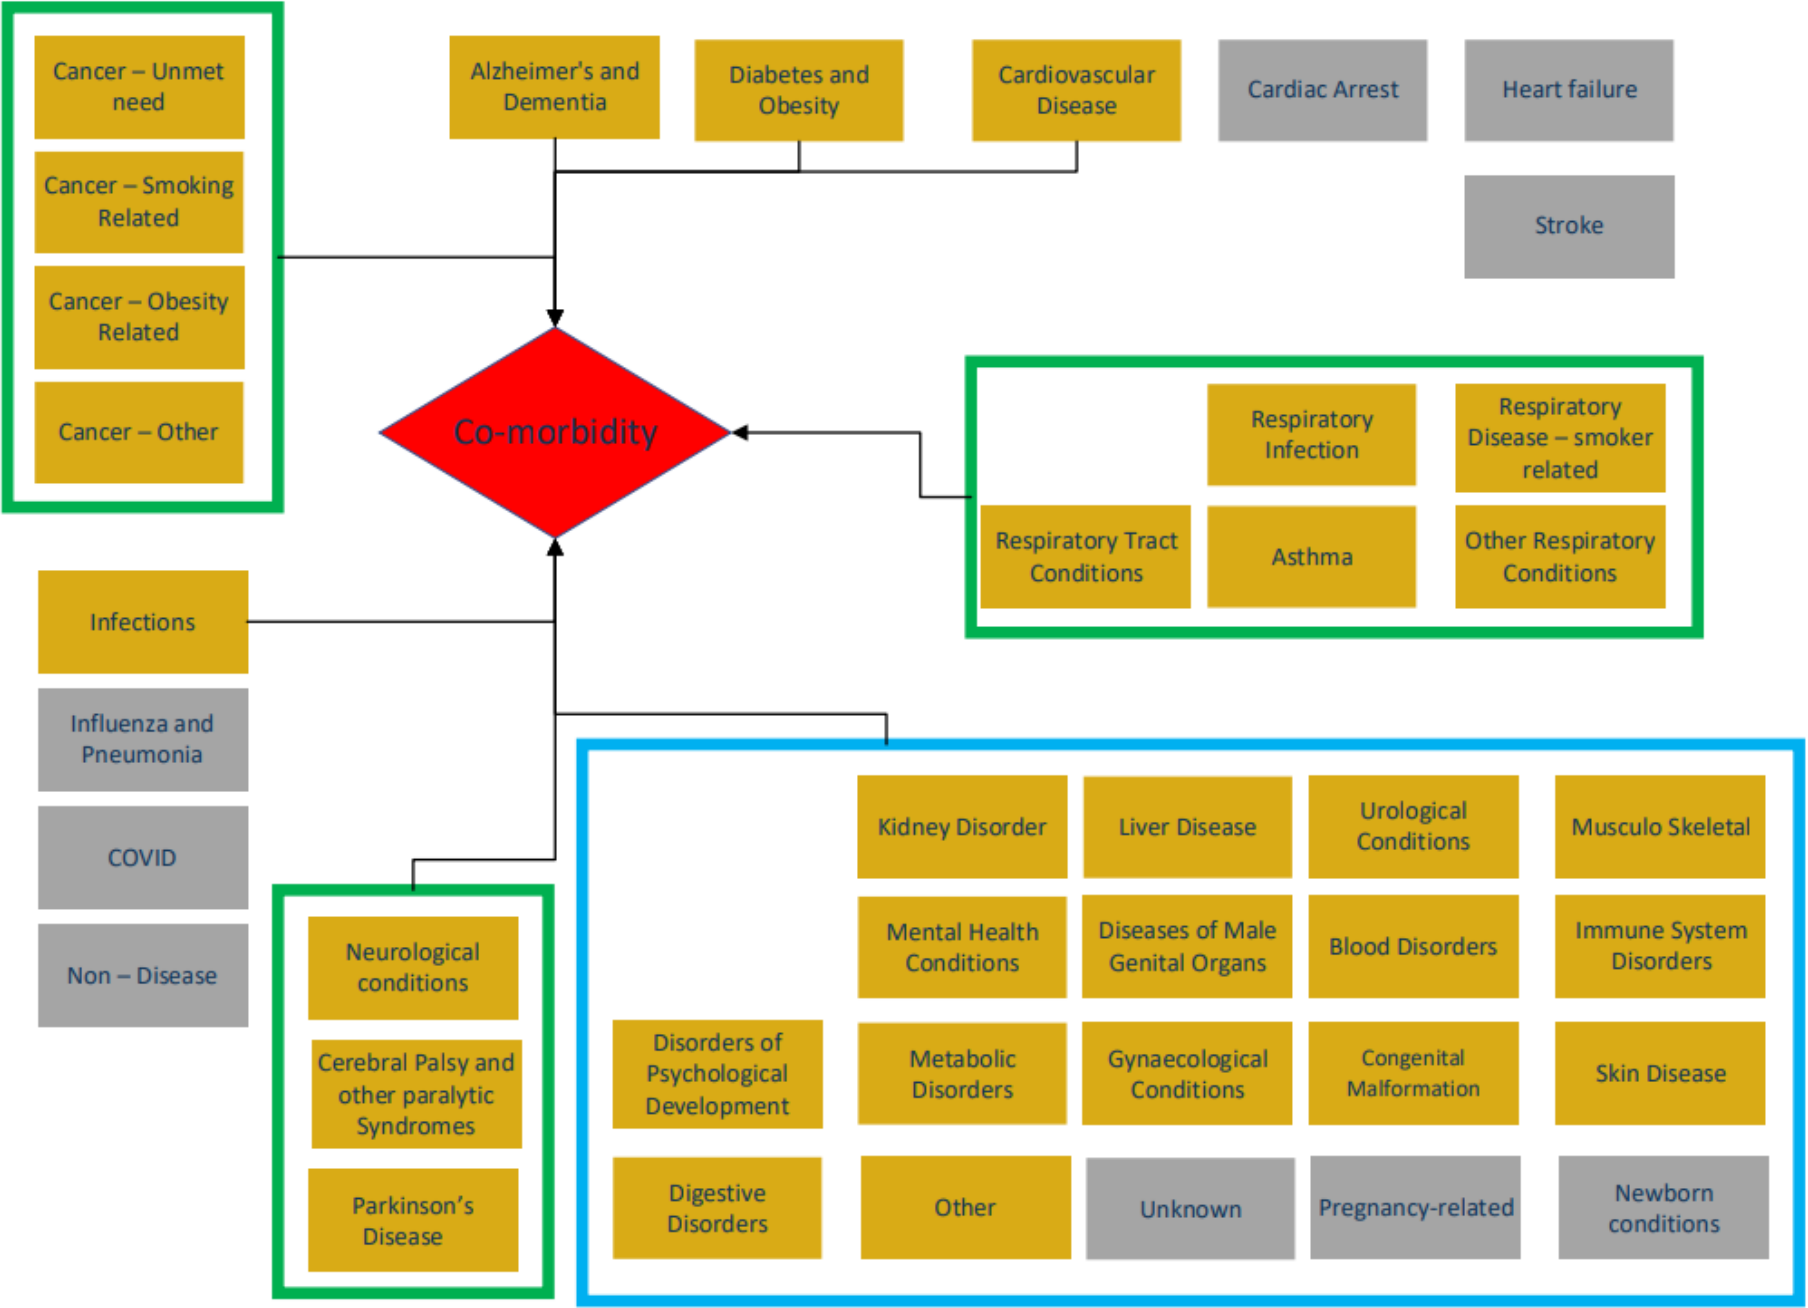 Cancer – Unmet
need
Cancer – Smoking
Related
Cancer – Obesity
Related
Cancer – Other
Alzheimer's and
Dementia
Diabetes and
Obesity
Cardiovascular
Disease
Cardiac Arrest
Heart failure
Stroke
Co-morbidity
Respiratory
Infection
Respiratory
Disease – smoker
related
Respiratory Tract
Conditions
Asthma
Other Respiratory
Conditions
Infections
Influenza and
Pneumonia
COVID
Non – Disease
Neurological
conditions
Cerebral Palsy and
other paralytic
Syndromes
Parkinson’s
Disease
Kidney Disorder
Liver Disease
Urological
Conditions
Musculo Skeletal
Mental Health
Conditions
Diseases of Male
Genital Organs
Blood Disorders
Immune System
Disorders
Disorders of
Psychological
Development
Metabolic
Disorders
Gynaecological
Conditions
Congenital
Malformation
Skin Disease
Digestive
Disorders
Other
Unknown
Pregnancy-related
Newborn
conditions